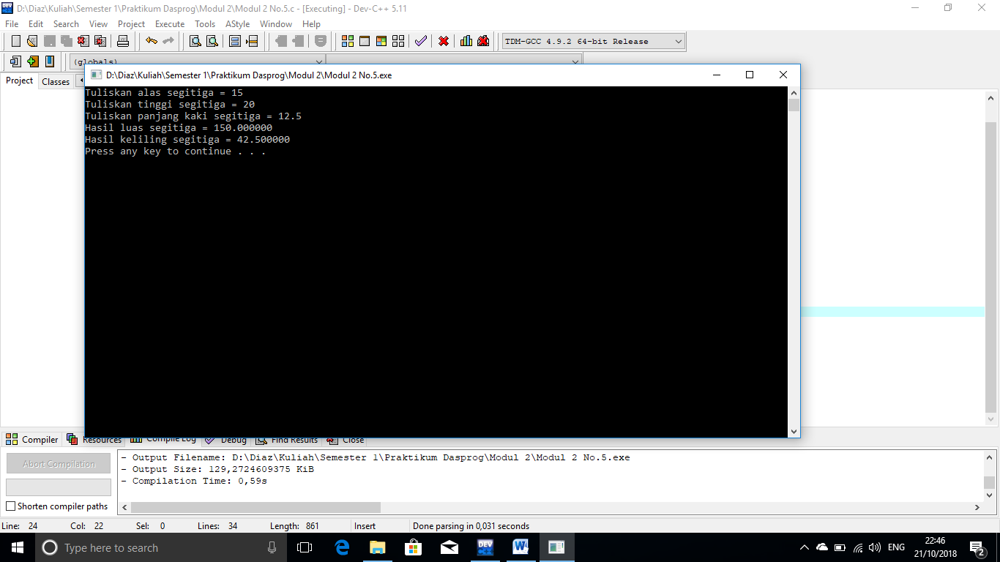 D:\Diaz\Kuliah\Semester 1\Praktikum Dasprog\Modul 2\Modul 2 No.5.c - [Executing] - Dev-C++ 5.11
File Edit Search View Project Execute Tools AStyle Window Help
TDM-GCC 4.9.2 64-bit Release
(globals)
Project Classes
D:\Diaz\Kuliah\Semester 1\Praktikum Dasprog\Modul 2\Modul 2 No.5.exe
Tuliskan alas segitiga = 15
Tuliskan tinggi segitiga = 20
Tuliskan panjang kaki segitiga = 12.5
Hasil luas segitiga = 150.000000
Hasil keliling segitiga = 42.500000
Press any key to continue . . .
Compiler Resources Compile Log Debug Find Results Close
Abort Compilation
Shorten compiler paths
- Output Filename: D:\Diaz\Kuliah\Semester 1\Praktikum Dasprog\Modul 2\Modul 2 No.5.exe
- Output Size: 129,2724609375 KiB
- Compilation Time: 0,59s
Line: 24 Col: 22 Sel: 0 Lines: 34 Length: 861 Insert Done parsing in 0,031 seconds
Type here to search
DEV
W
ENG
22:46
21/10/2018
2